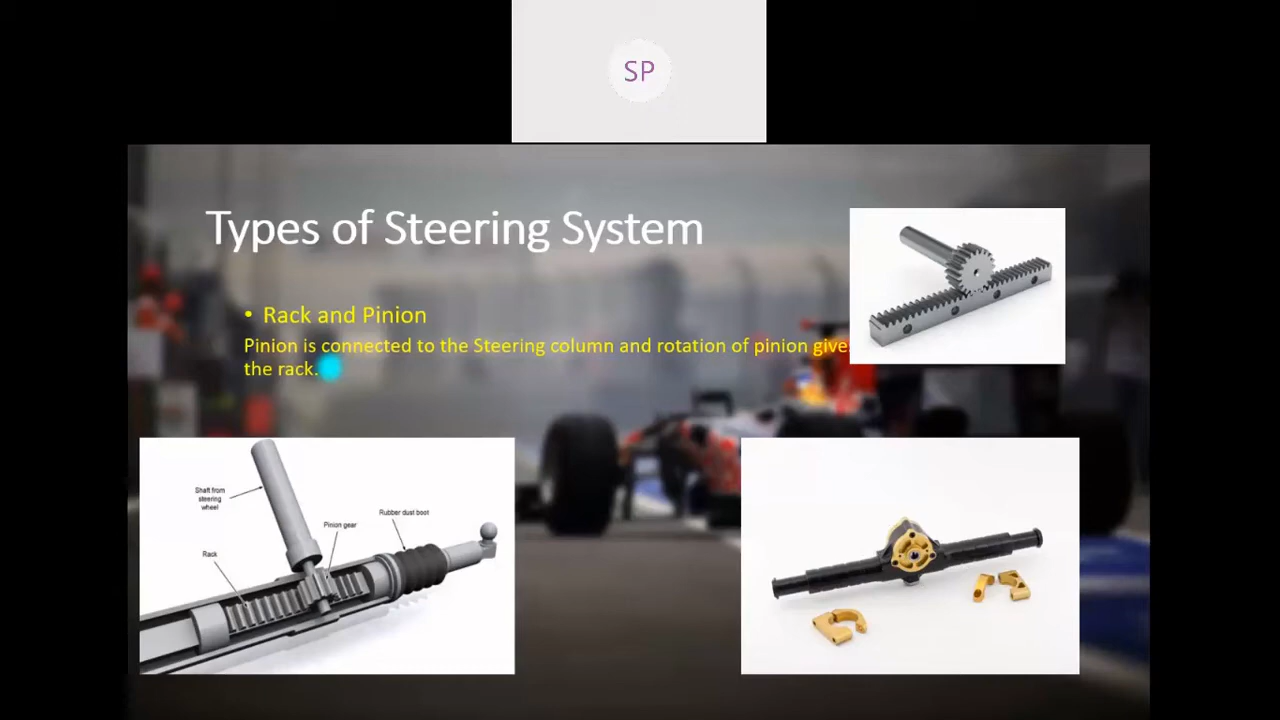 SP
Types of Steering System
• Rack and Pinion
Pinion is connected to the Steering column and rotation of pinion give
the rack.
Shaft from
steering
wheel
Pinion gear
Rubber dust boot
Rack